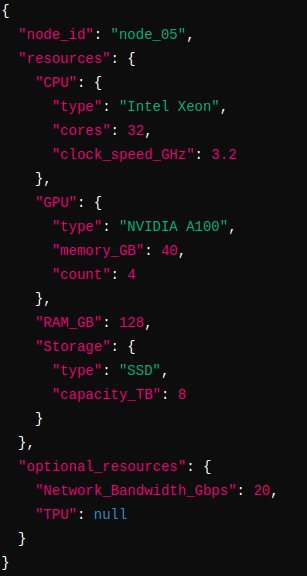 {
  "node_id": "node_05",
  "resources": {
    "CPU": {
      "type": "Intel Xeon",
      "cores": 32,
      "clock_speed_GHz": 3.2
    },
    "GPU": {
      "type": "NVIDIA A100",
      "memory_GB": 40,
      "count": 4
    },
    "RAM_GB": 128,
    "Storage": {
      "type": "SSD",
      "capacity_TB": 8
    }
  },
  "optional_resources": {
    "Network_Bandwidth_Gbps": 20,
    "TPU": null
  }
}